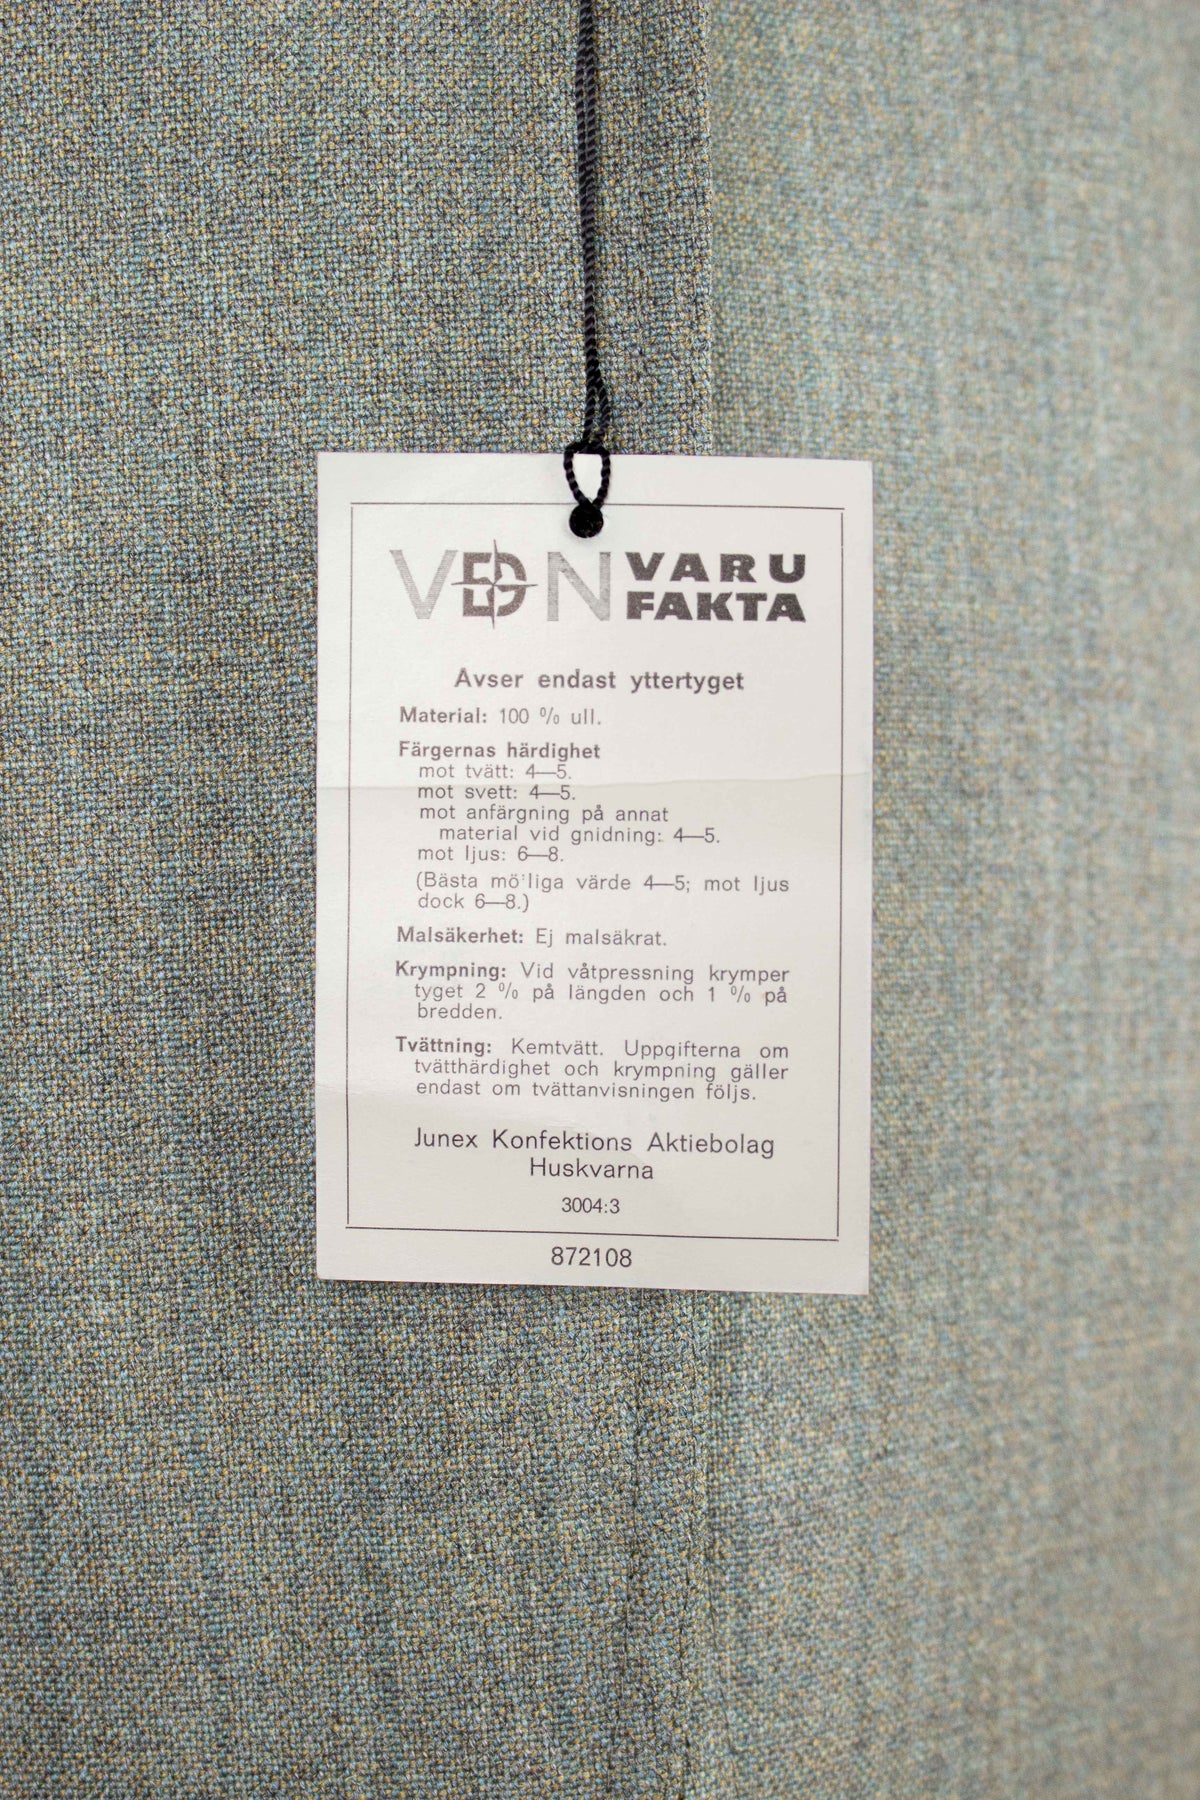 VDN VARU
FAKTA
Avser endast yttertyget
Material: 100 % ull.
Färgernas härdighet
mot tvätt: 4—5.
mot svett: 4—5.
mot anfärgning på annat
material vid gnidning: 4—5.
mot ljus: 6—8.
(Bästa mö'liga värde 4—5; mot ljus
dock 6—8.)
Malsäkerhet: Ej malsäkrat.
Krympning: Vid våtpressning krymper
tyget 2 % på längden och 1 % på
bredden.
Tvättning: Kemtvätt. Uppgifterna om
tvätthärdighet och krympning gäller
endast om tvättanvisningen följs.
Junex Konfektions Aktiebolag
Huskvarna
3004:3
872108